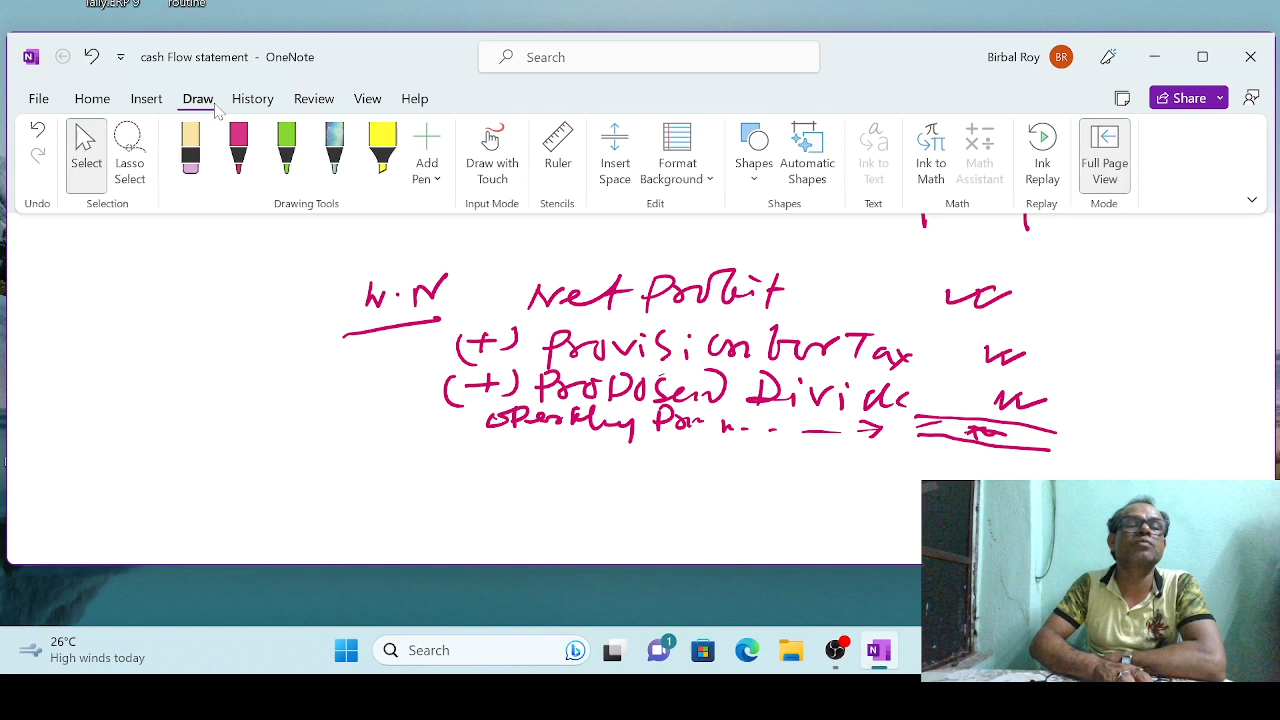 Tally.ERP 9 routine
cash Flow statement - OneNote
Search
Birbal Roy BR
File Home Insert Draw History Review View Help
Share
Select
Lasso Select
Add Pen
Draw with Touch
Ruler
Insert Space
Format Background
Shapes
Automatic Shapes
Ink to Text
Ink to Math
Math Assistant
Ink Replay
Full Page View
Undo Selection Drawing Tools Input Mode Stencils Edit Shapes Text Math Replay Mode
W.N Net Profit
(+) Provision for Tax
(+) Proposed Divide
26°C
High winds today
Search
1